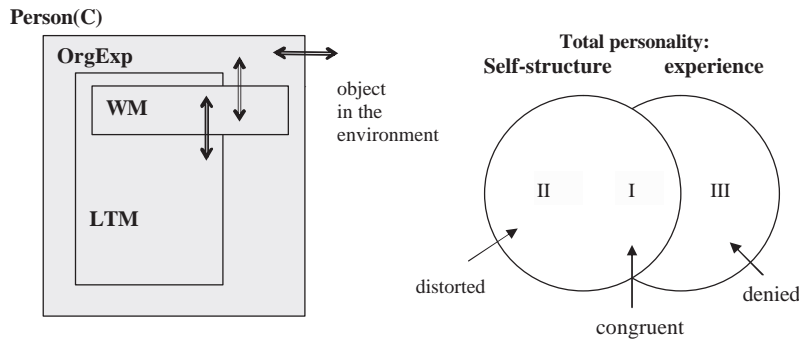 Person(C)
OrgExp
WM
LTM
object
in the
environment
Total personality:
Self-structure experience
II I III
distorted
congruent
denied